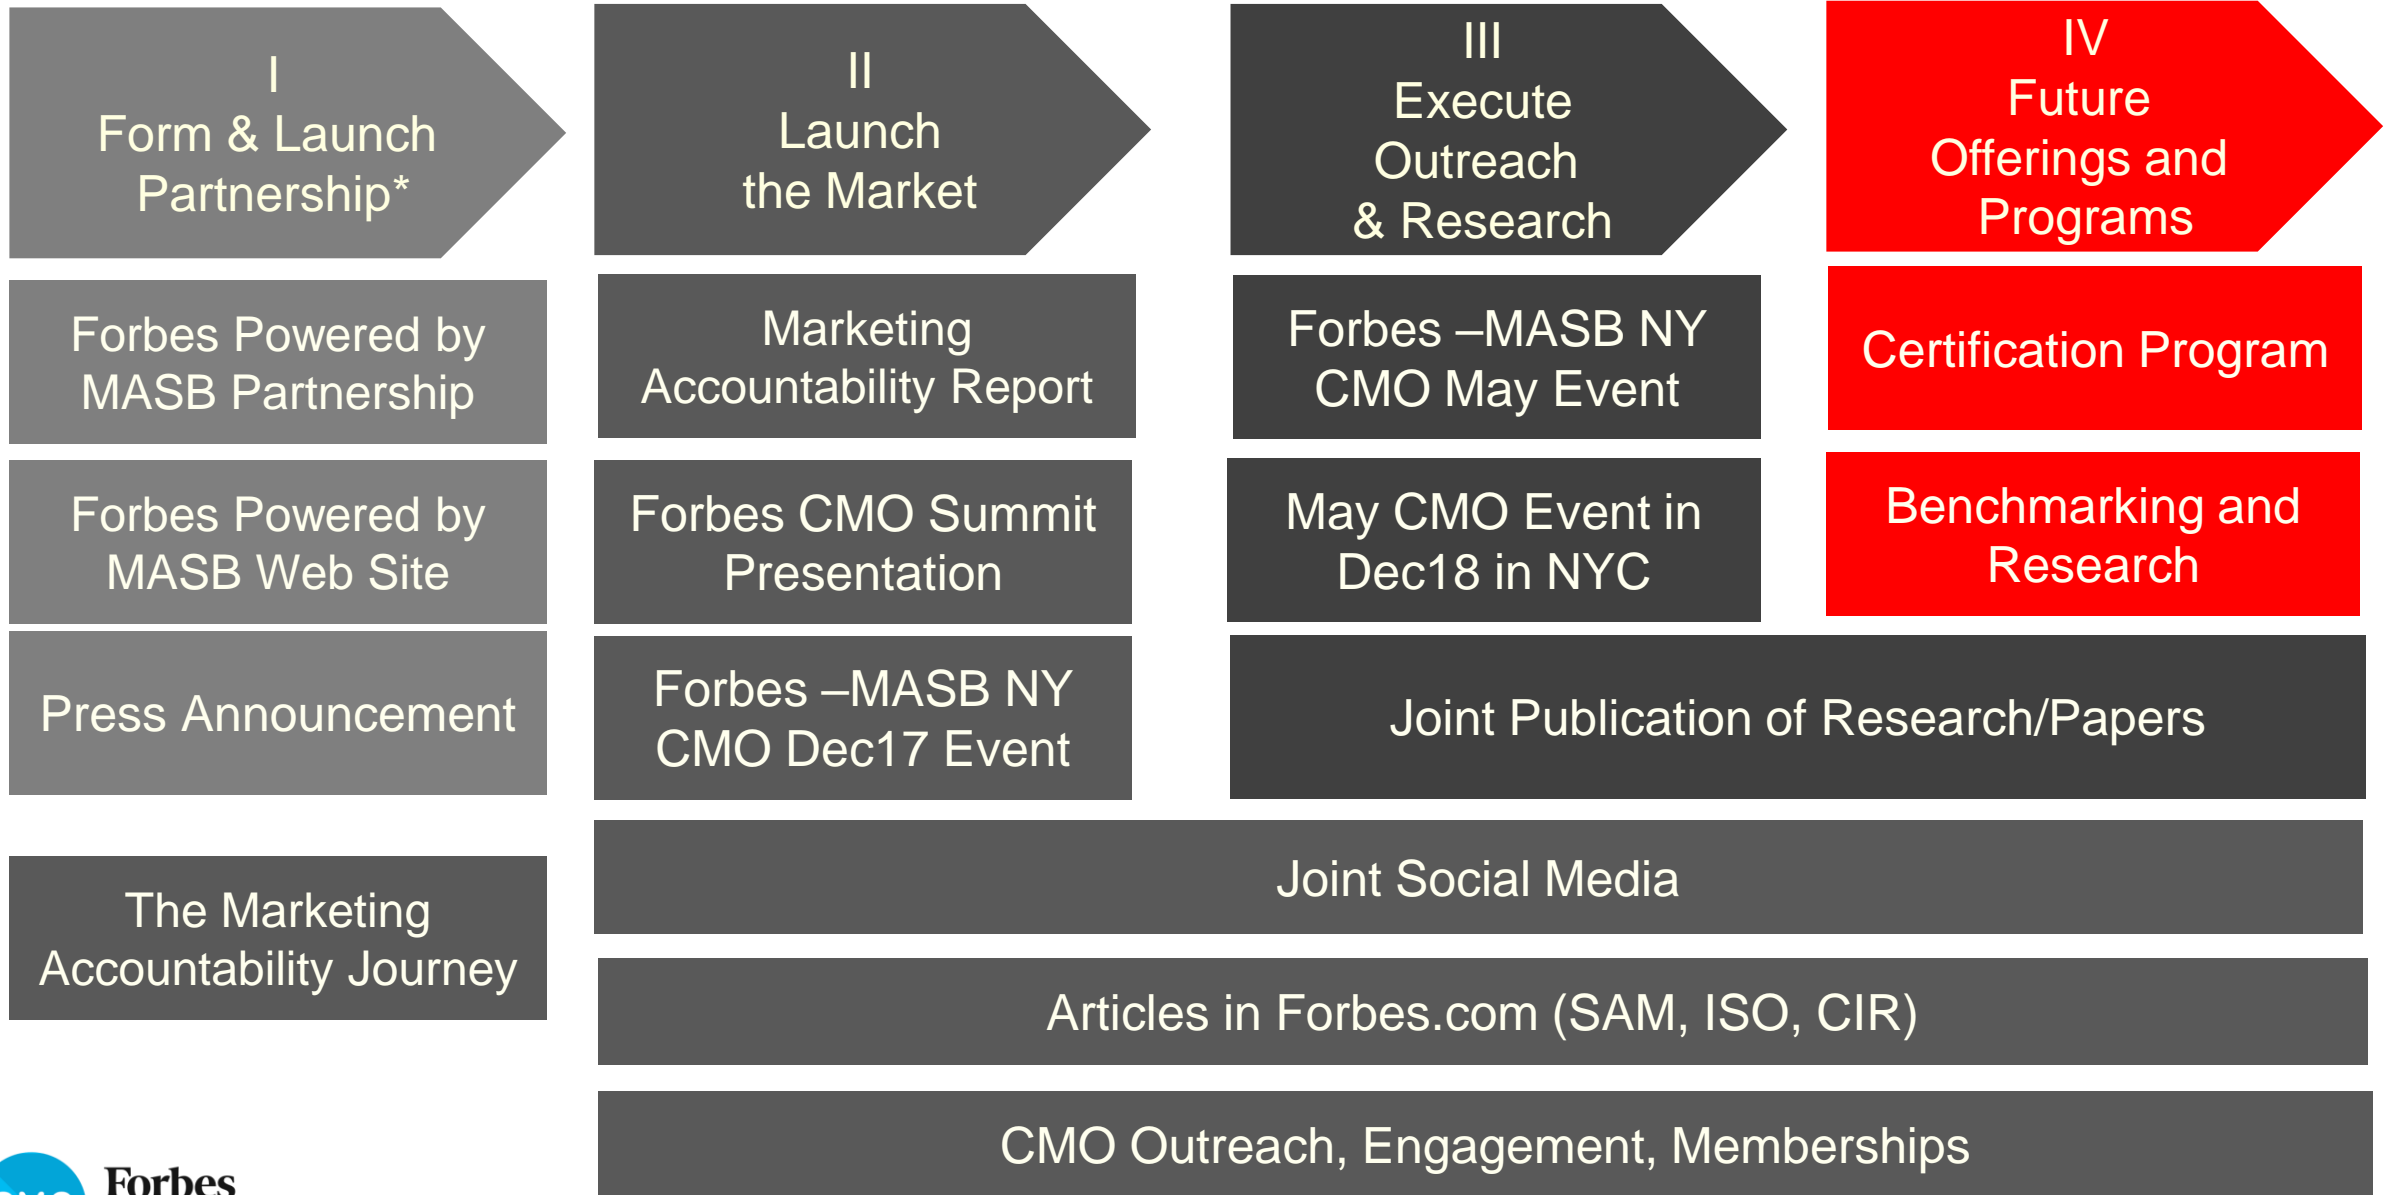 I
Form & Launch
Partnership*
II
Launch
the Market
III
Execute
Outreach
& Research
IV
Future
Offerings and
Programs
Forbes Powered by
MASB Partnership
Marketing
Accountability Report
Forbes –MASB NY
CMO May Event
Certification Program
Forbes Powered by
MASB Web Site
Forbes CMO Summit
Presentation
May CMO Event in
Dec18 in NYC
Benchmarking and
Research
Press Announcement
Forbes –MASB NY
CMO Dec17 Event
Joint Publication of Research/Papers
Joint Social Media
The Marketing
Accountability Journey
Articles in Forbes.com (SAM, ISO, CIR)
CMO Outreach, Engagement, Memberships
Forbes